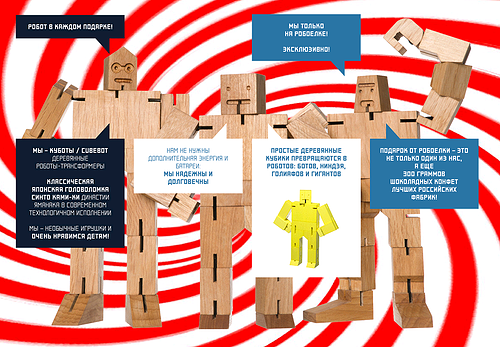 РОБОТ В КАЖДОМ ПОДАРКЕ!
МЫ ТОЛЬКО
НА РОБОЕЛКЕ!
ЭКСКЛЮЗИВНО!
МЫ – КУБОТЫ / CUBEBOT
ДЕРЕВЯННЫЕ
РОБОТЫ-ТРАНСФОРМЕРЫ
КЛАССИЧЕСКАЯ
ЯПОНСКАЯ ГОЛОВОЛОМКА
СИНТО КАМИ-КИ ДИНАСТИИ
ЯМАНАКА В СОВРЕМЕННОМ
ТЕХНОЛОГИЧНОМ ИСПОЛНЕНИИ
МЫ – НЕОБЫЧНЫЕ ИГРУШКИ И
ОЧЕНЬ НРАВИМСЯ ДЕТЯМ!
НАМ НЕ НУЖНЫ
ДОПОЛНИТЕЛЬНАЯ ЭНЕРГИЯ И
БАТАРЕИ:
МЫ НАДЕЖНЫ И
ДОЛГОВЕЧНЫ
ПРОСТЫЕ ДЕРЕВЯННЫЕ
КУБИКИ ПРЕВРАЩАЮТСЯ В
РОБОТОВ: БОТОВ, НИНДЗЯ,
ГОЛИАФОВ И ГИГАНТОВ
ПОДАРОК ОТ РОБОЕЛКИ – ЭТО
НЕ ТОЛЬКО ОДИН ИЗ НАС,
А ЕЩЕ
300 ГРАММОВ
ШОКОЛАДНЫХ КОНФЕТ
ЛУЧШИХ РОССИЙСКИХ
ФАБРИК!